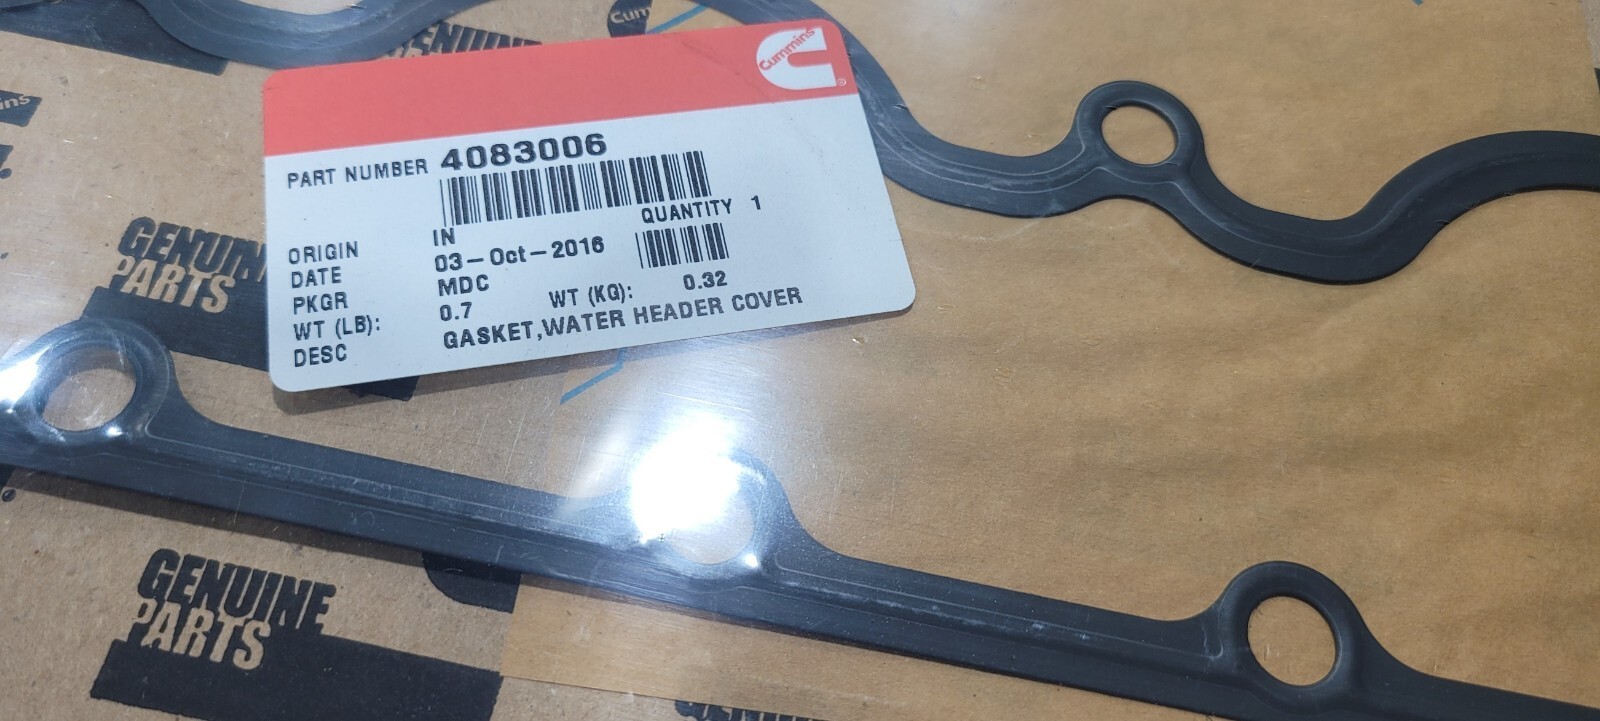 Cummins
PART NUMBER 4083006
QUANTITY 1
ORIGIN IN
DATE 03-Oct-2016
PKGR MDC
WT (LB): 0.7 WT (KG): 0.32
DESC GASKET,WATER HEADER COVER
GENUINE
PARTS
GENUINE
PARTS